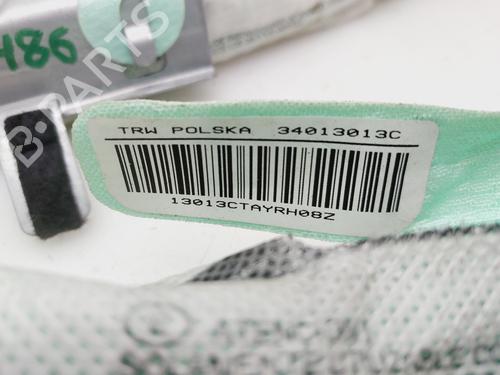 486
B-PARTS
TRW POLSKA 34013013C
13013CTAYRH08Z